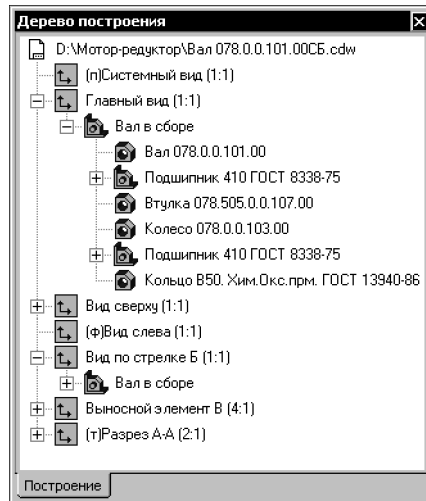 Дерево построения
D:\Мотор-редуктор\Вал 078.0.0.101.00СБ.cdw
(п)Системный вид (1:1)
Главный вид (1:1)
Вал в сборе
Вал 078.0.0.101.00
Подшипник 410 ГОСТ 8338-75
Втулка 078.505.0.0.107.00
Колесо 078.0.0.103.00
Подшипник 410 ГОСТ 8338-75
Кольцо В50. Хим.Окс.прм. ГОСТ 13940-86
Вид сверху (1:1)
(ф)Вид слева (1:1)
Вид по стрелке Б (1:1)
Вал в сборе
Выносной элемент В (4:1)
(т)Разрез А-А (2:1)
Построение